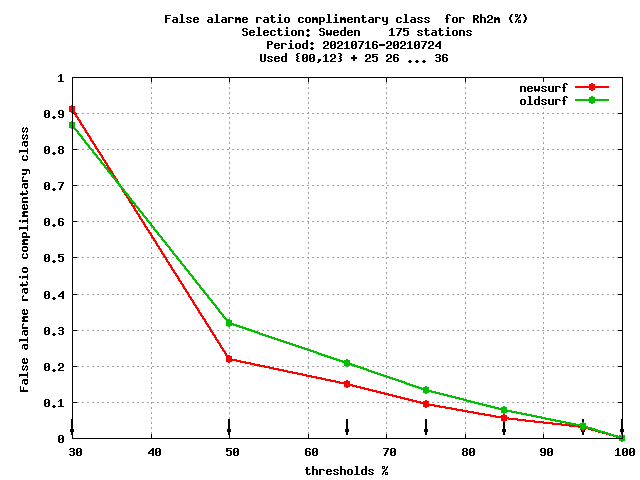 False alarme ratio complimentary class  for Rh2m (%)
Selection: Sweden    175 stations
Period: 20210716-20210724
Used {00,12} + 25 26 ... 36
newsurf
oldsurf
False alarme ratio complimentary class
1
0.9
0.8
0.7
0.6
0.5
0.4
0.3
0.2
0.1
0
30 40 50 60 70 80 90 100
thresholds %